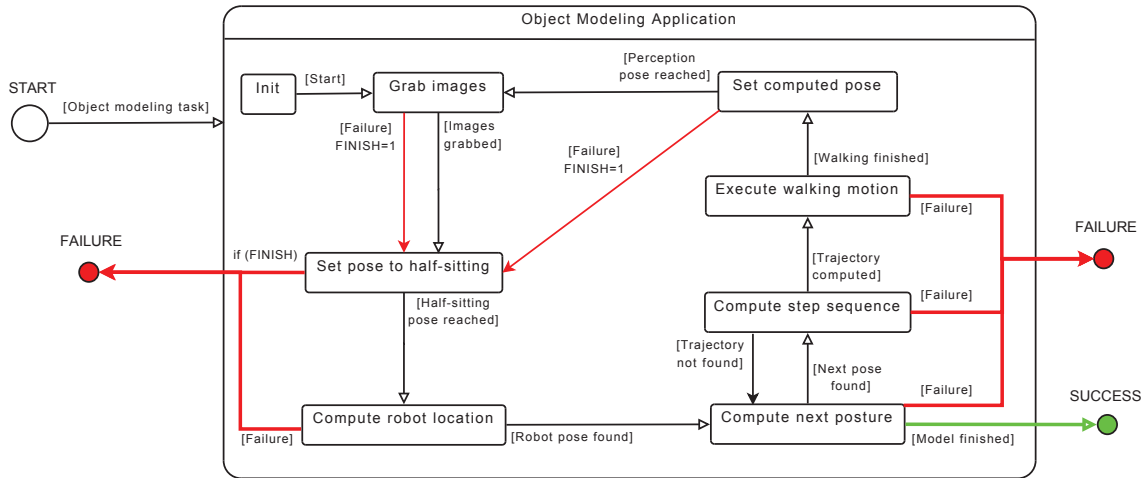 Object Modeling Application
START
[Object modeling task]
Init
[Start]
Grab images
[Perception
pose reached]
Set computed pose
[Failure]
FINISH=1
[Images
grabbed]
[Failure]
FINISH=1
[Walking finished]
Execute walking motion
[Failure]
FAILURE
if (FINISH)
Set pose to half-sitting
[Trajectory
computed]
FAILURE
[Half-sitting
pose reached]
Compute step sequence
[Failure]
[Trajectory
not found]
[Next pose
found]
[Failure]
Compute robot location
[Failure]
[Robot pose found]
Compute next posture
[Model finished]
SUCCESS